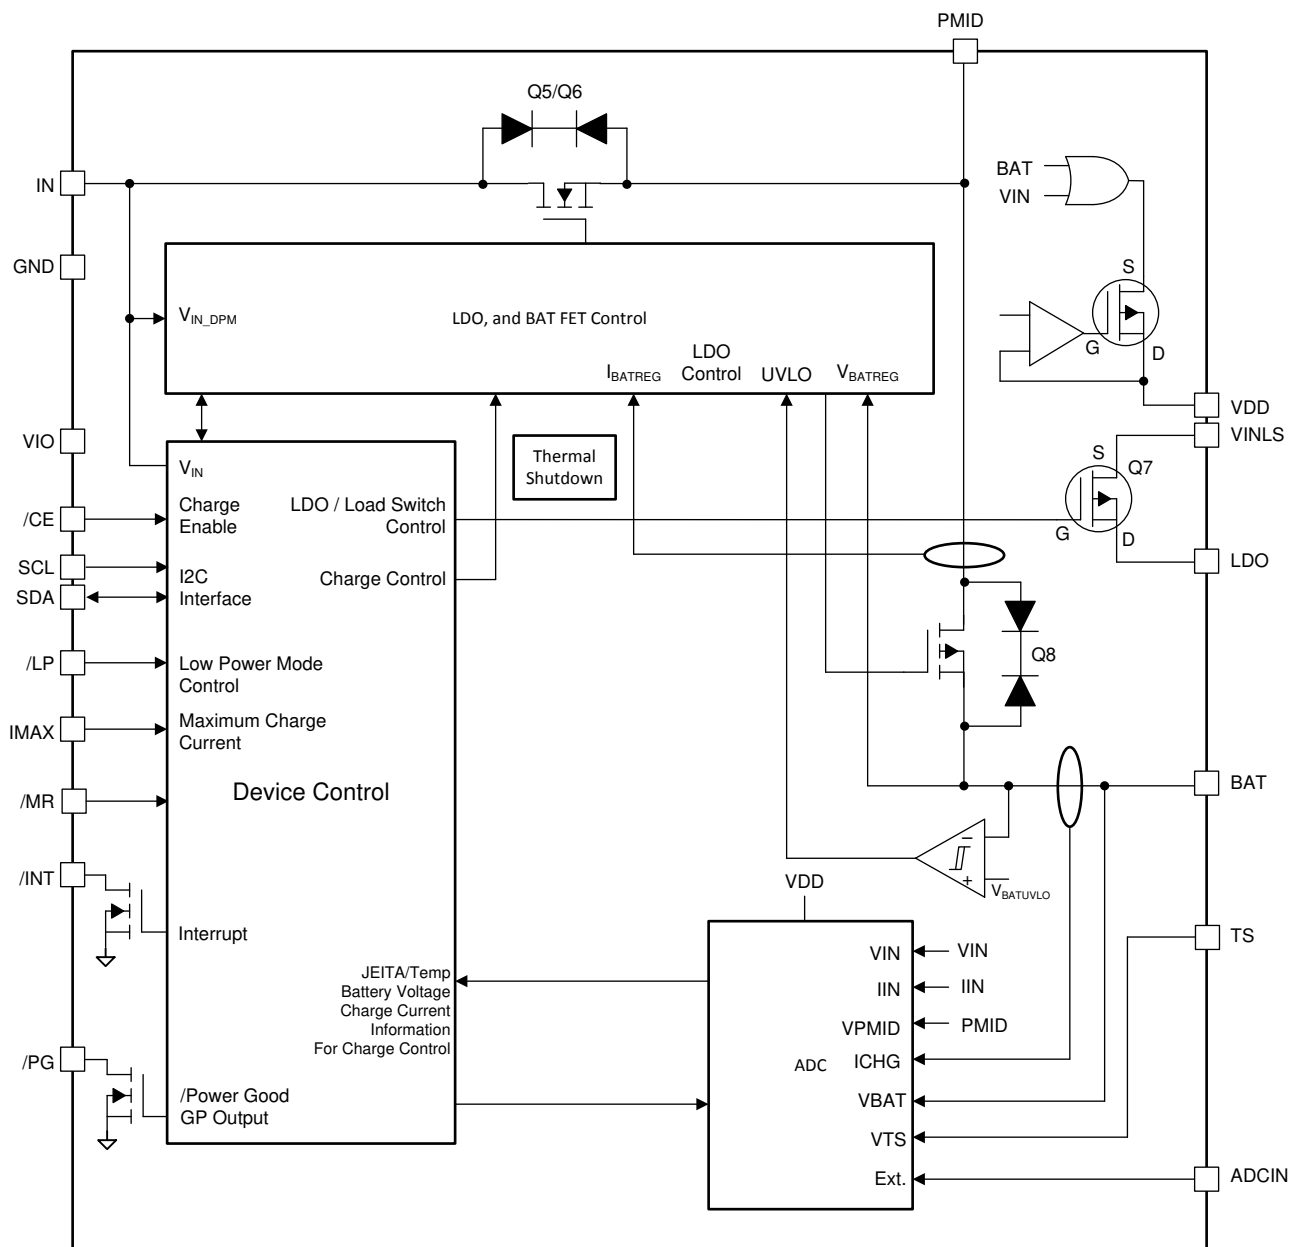 PMID
Q5/Q6
IN
BAT
VIN
GND
S
V_IN_DPM
LDO, and BAT FET Control
G
D
I_BATREG
LDO
Control
UVLO
V_BATREG
VDD
VIO
VINLS
V_IN
Thermal
Shutdown
S
Q7
/CE
Charge
Enable
LDO / Load Switch
Control
G
D
SCL
I2C
Interface
Charge Control
LDO
SDA
/LP
Low Power Mode
Control
Q8
IMAX
Maximum Charge
Current
/MR
Device Control
BAT
−
+
V_BATUVLO
/INT
Interrupt
VDD
TS
VIN
VIN
JEITA/Temp
Battery Voltage
Charge Current
Information
For Charge Control
IIN
IIN
VPMID
PMID
/PG
ADC
ICHG
/Power Good
GP Output
VBAT
VTS
Ext.
ADCIN